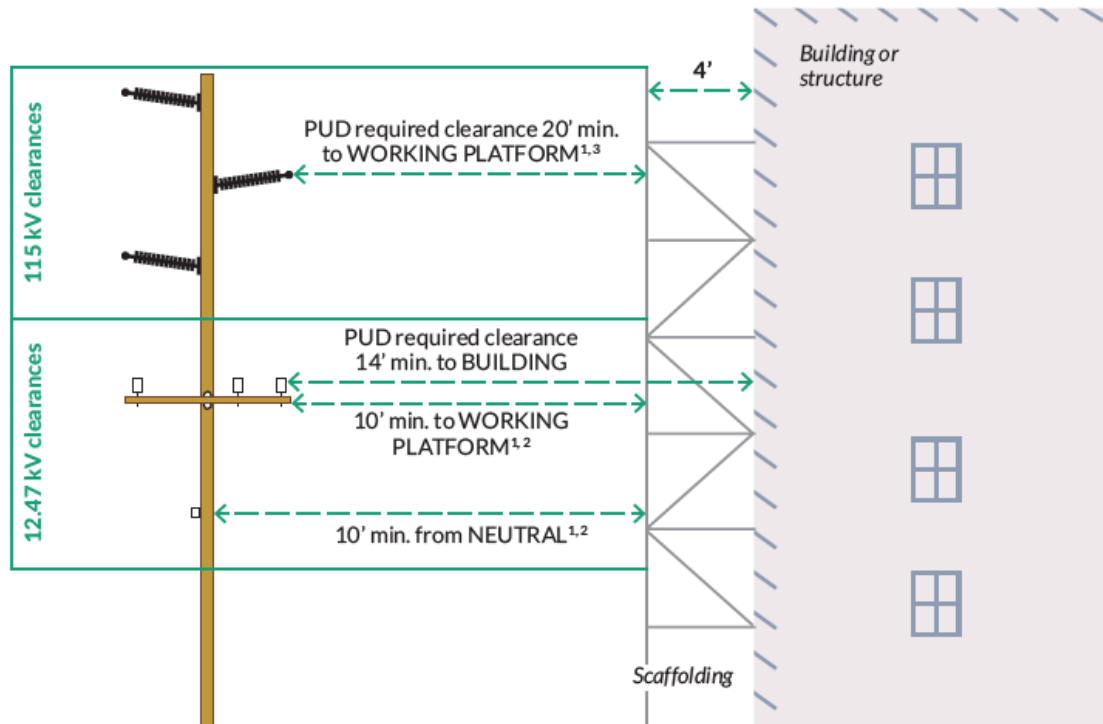 Building or
structure
4’
PUD required clearance 20’ min.
to WORKING PLATFORM¹,³
115 kV clearances
PUD required clearance
14’ min. to BUILDING
10’ min. to WORKING
PLATFORM¹,²
12.47 kV clearances
10’ min. from NEUTRAL¹,²
Scaffolding